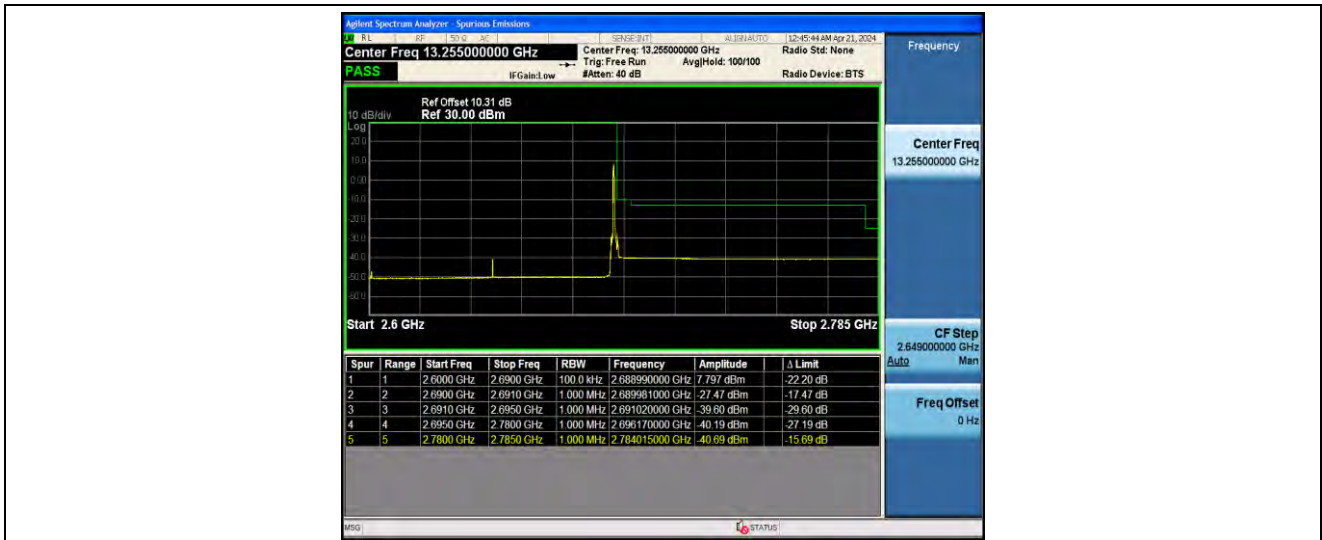 Agilent Spectrum Analyzer - Spurious Emissions
RL RF 50 Ω AC SENSE:INT ALIGNAUTO 12:45:44 AM Apr 21, 2024
Center Freq 13.255000000 GHz
Center Freq: 13.255000000 GHz
Radio Std: None
Trig: Free Run Avg|Hold: 100/100
PASS
IFGain:Low
#Atten: 40 dB
Radio Device: BTS
Ref Offset 10.31 dB
10 dB/div Ref 30.00 dBm
Log
20.0
10.0
0.00
-10.0
-20.0
-30.0
-40.0
-50.0
-60.0
Start 2.6 GHz Stop 2.785 GHz
Spur Range Start Freq Stop Freq RBW Frequency Amplitude Δ Limit
1 1 2.6000 GHz 2.6900 GHz 100.0 kHz 2.688990000 GHz 7.797 dBm -22.20 dB
2 2 2.6900 GHz 2.6910 GHz 1.000 MHz 2.689981000 GHz -27.47 dBm -17.47 dB
3 3 2.6910 GHz 2.6950 GHz 1.000 MHz 2.691020000 GHz -39.60 dBm -29.60 dB
4 4 2.6950 GHz 2.7800 GHz 1.000 MHz 2.696170000 GHz -40.19 dBm -27.19 dB
5 5 2.7800 GHz 2.7850 GHz 1.000 MHz 2.784015000 GHz -40.69 dBm -15.69 dB
MSG STATUS
Frequency
Center Freq
13.255000000 GHz
CF Step
2.649000000 GHz
Auto Man
Freq Offset
0 Hz